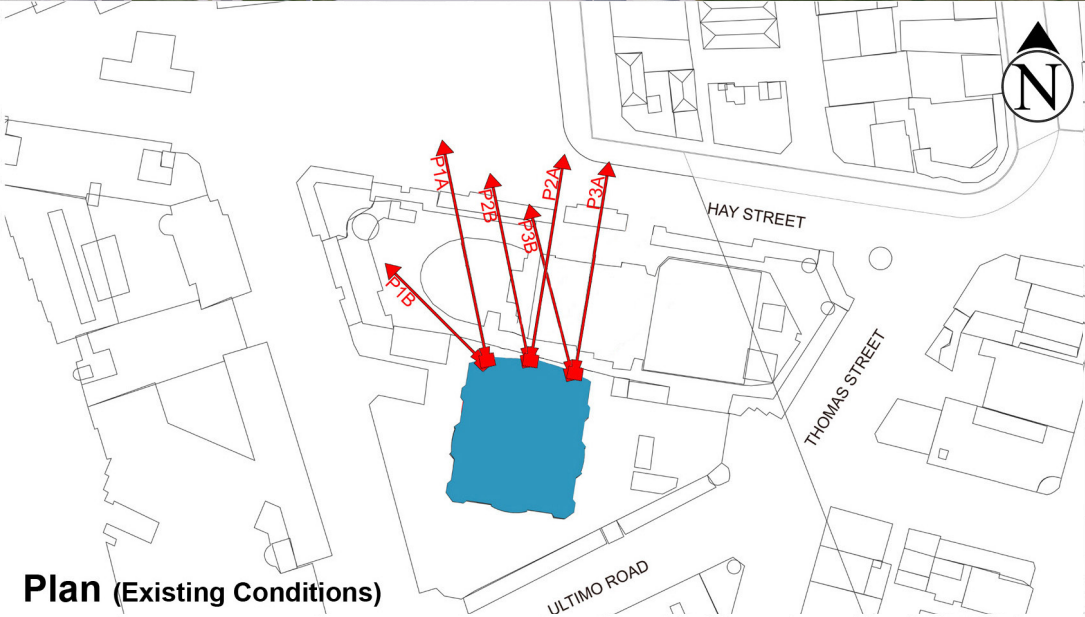 N
P1A
P2A
P2B
P3A
P3B
P1B
HAY STREET
THOMAS STREET
ULTIMO ROAD
Plan (Existing Conditions)